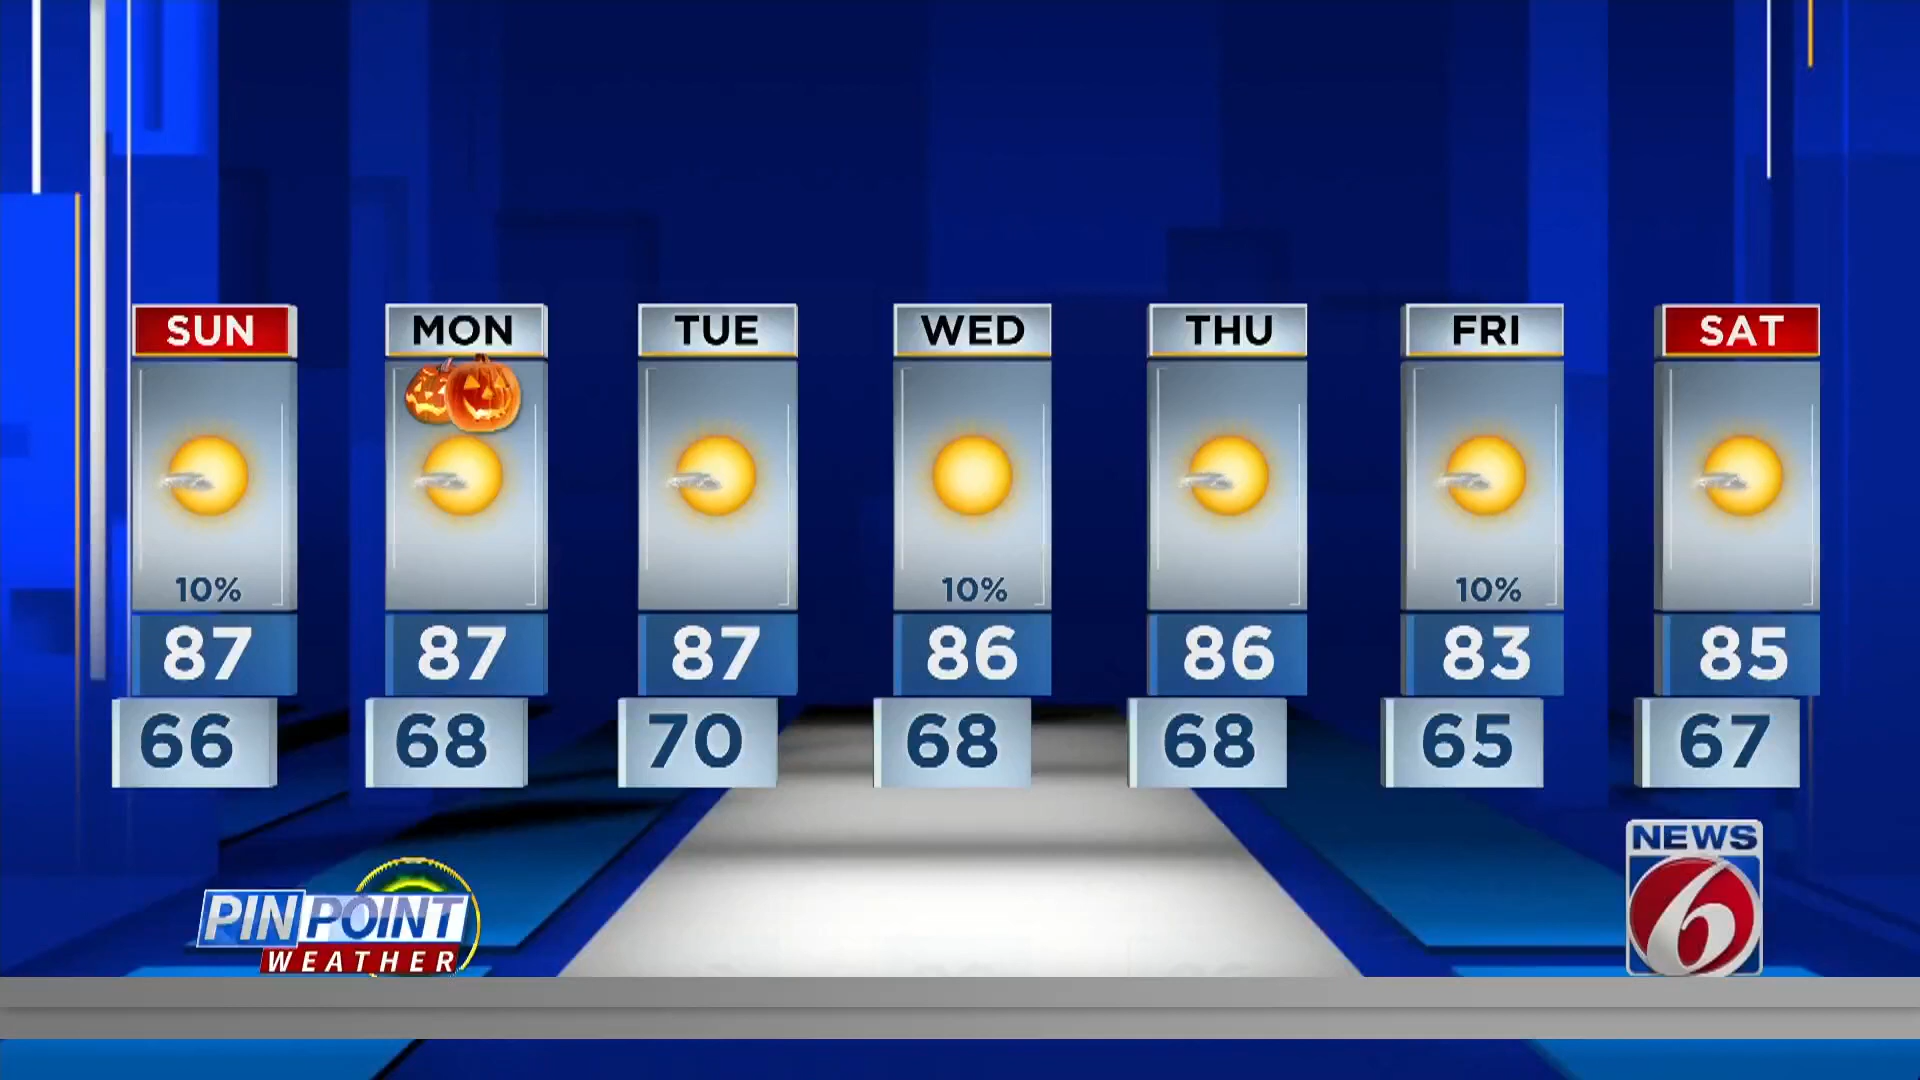 SUN MON TUE WED THU FRI SAT
10% 10% 10%
87 87 87 86 86 83 85
66 68 70 68 68 65 67
PINPOINT
WEATHER
NEWS
6